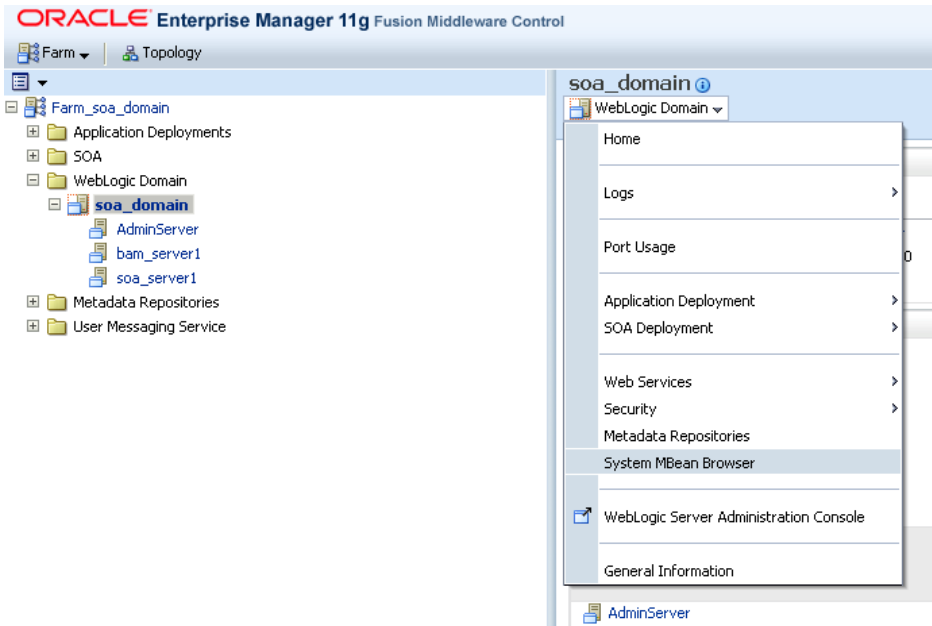 ORACLE Enterprise Manager 11g Fusion Middleware Control
Farm
Topology
Farm_soa_domain
Application Deployments
SOA
WebLogic Domain
soa_domain
AdminServer
bam_server1
soa_server1
Metadata Repositories
User Messaging Service
soa_domain
WebLogic Domain
Home
Logs
Port Usage
Application Deployment
SOA Deployment
Web Services
Security
Metadata Repositories
System MBean Browser
WebLogic Server Administration Console
General Information
0
AdminServer